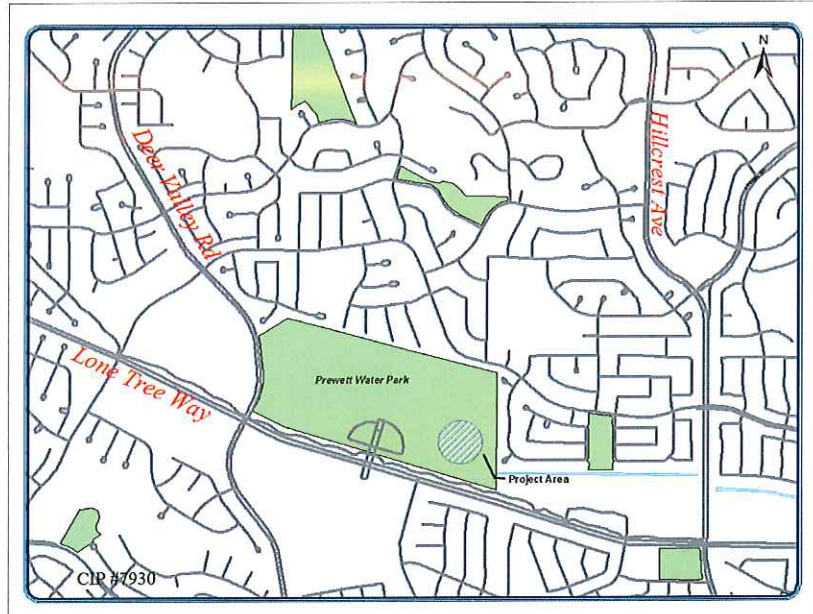 N
Deer Valley Rd
Hillcrest Ave
Lone Tree Way
Prewett Water Park
Project Area
CIP #7930